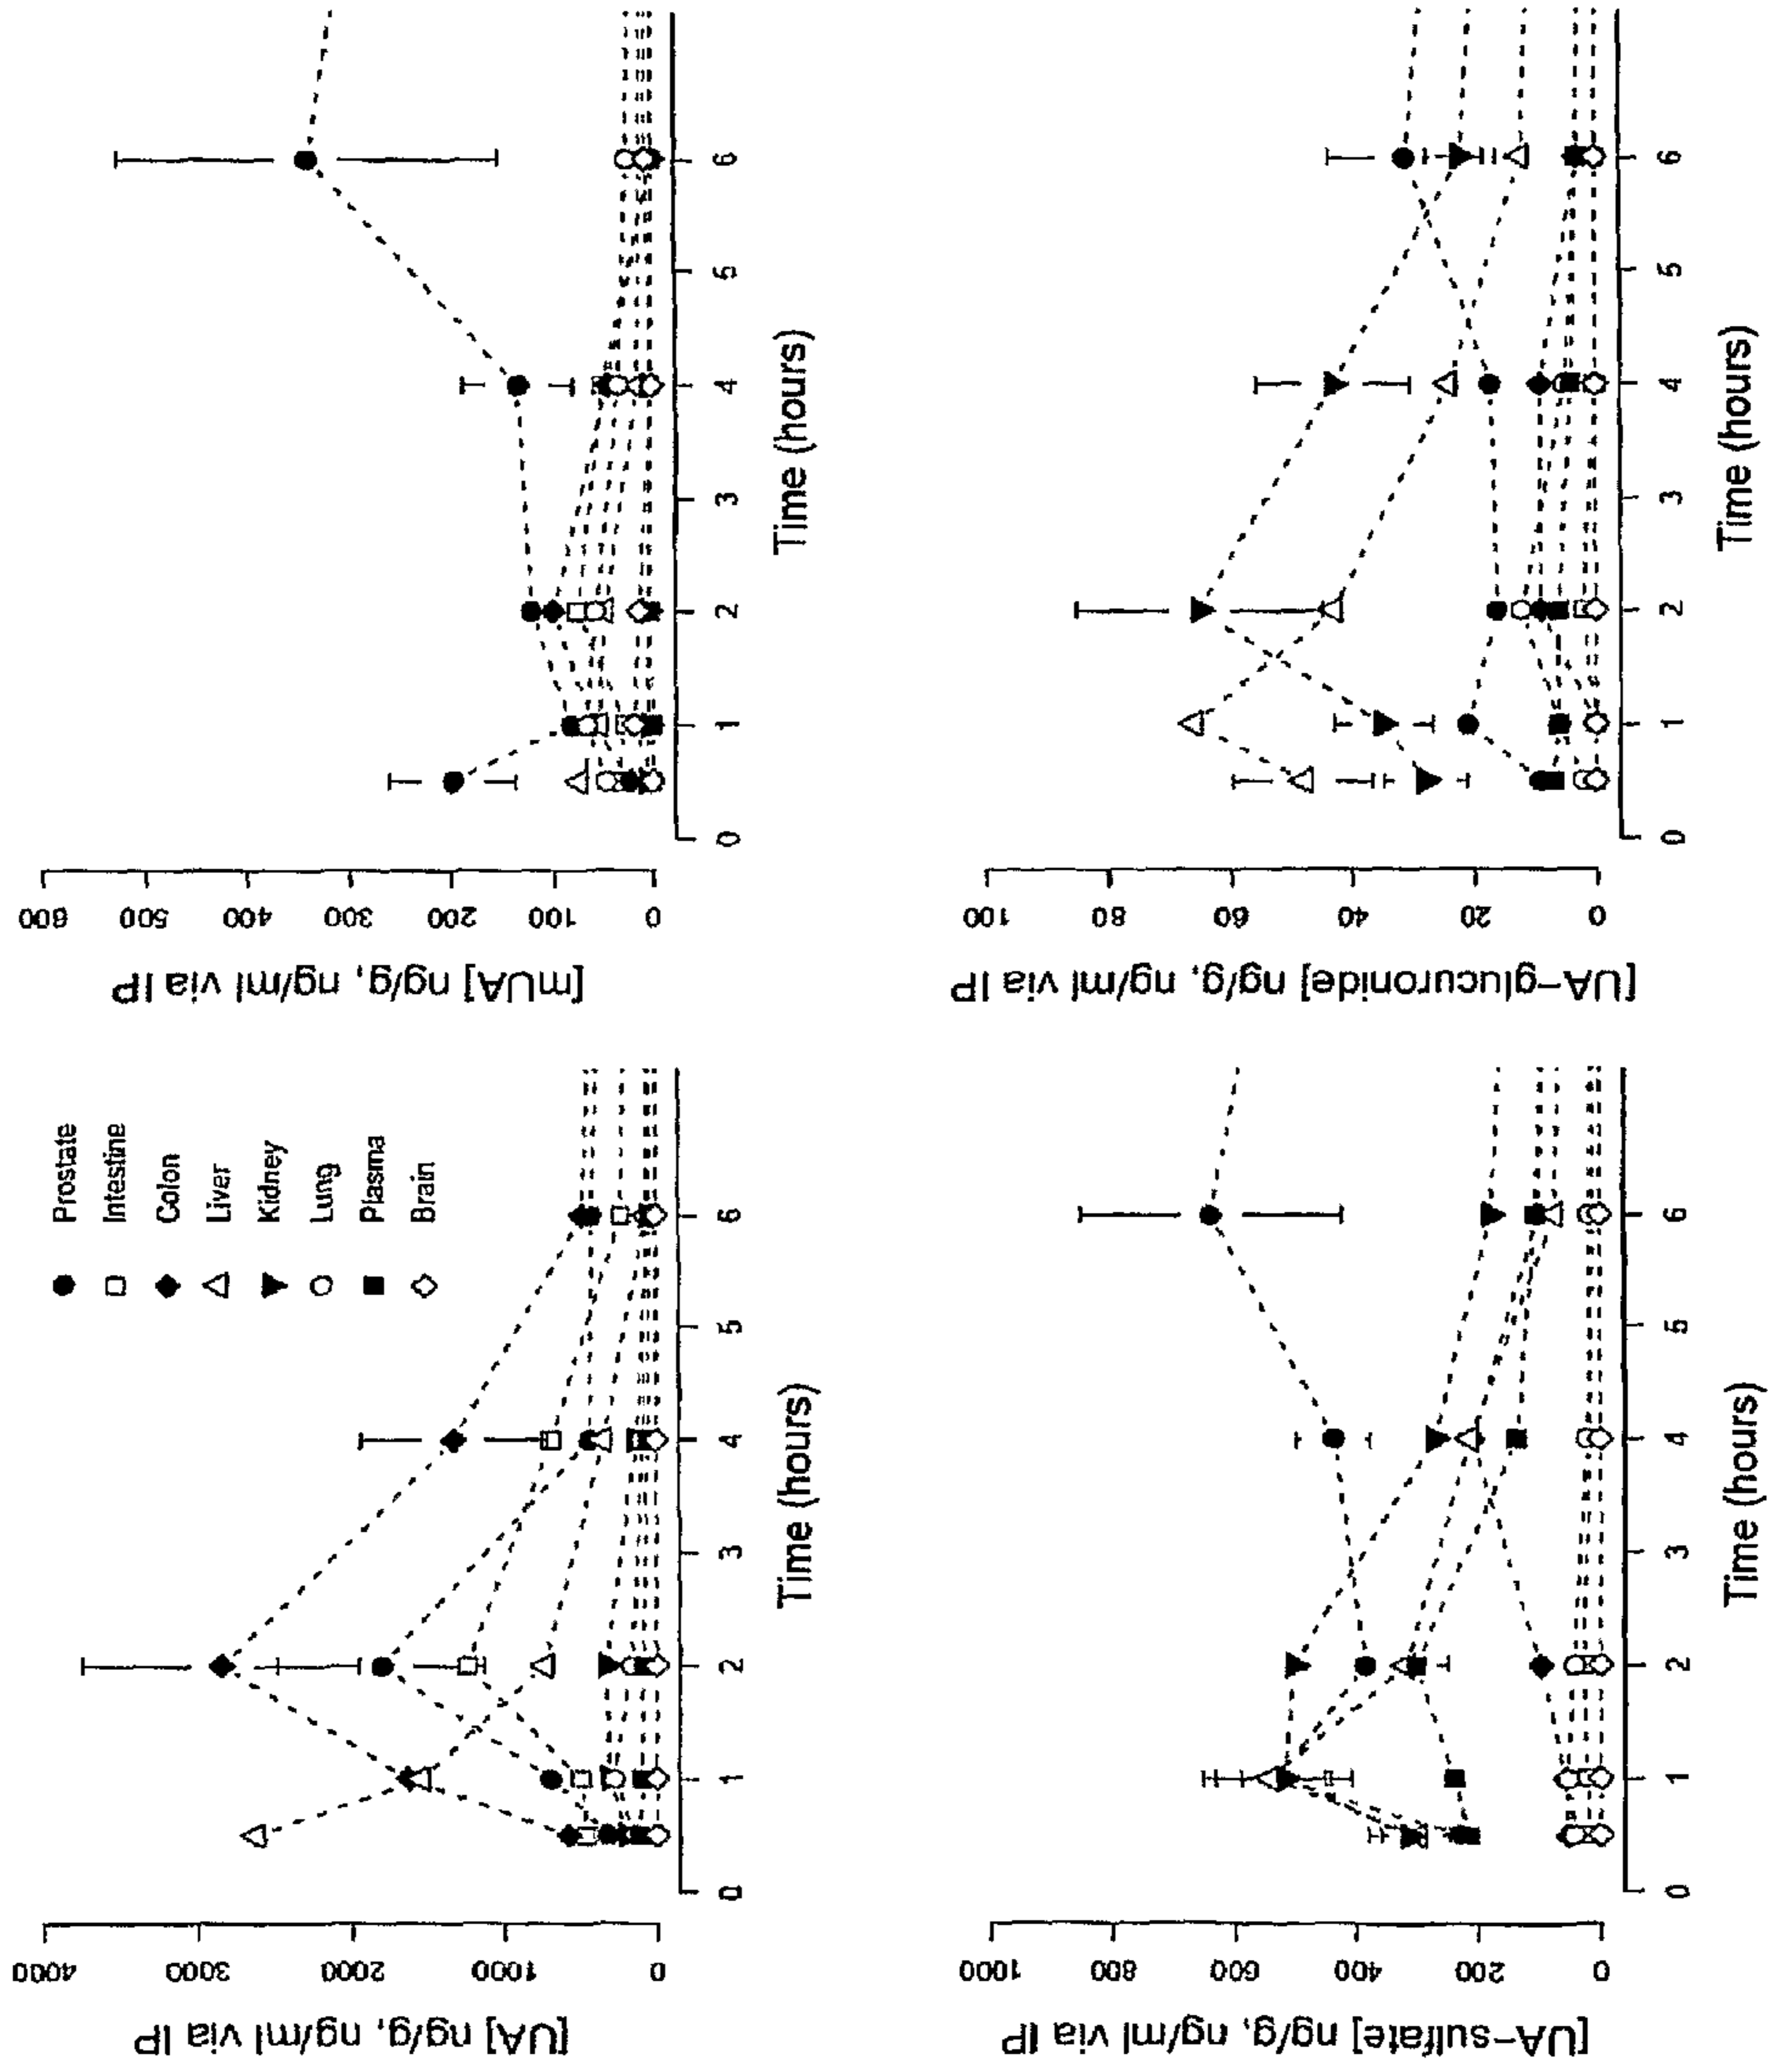 [UA] ng/g, ng/ml via IP
4000
3000
2000
1000
0
Prostate
Intestine
Colon
Liver
Kidney
Lung
Plasma
Brain
0 1 2 3 4 5 6
Time (hours)
[mUA] ng/g, ng/ml via IP
600
500
400
300
200
100
0
0 1 2 3 4 5 6
Time (hours)
[UA-sulfate] ng/g, ng/ml via IP
1000
800
600
400
200
0
0 1 2 3 4 5 6
Time (hours)
[UA-glucuronide] ng/g, ng/ml via IP
100
80
60
40
20
0
0 1 2 3 4 5 6
Time (hours)